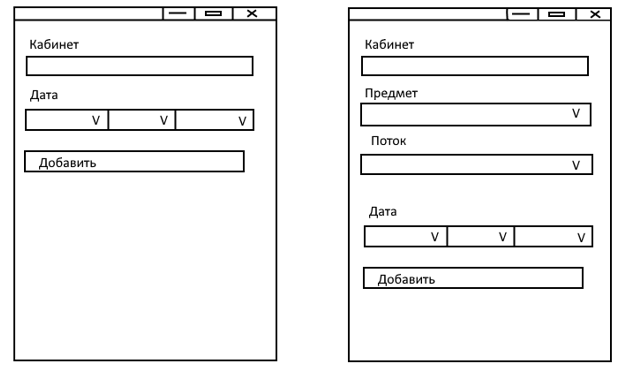 Кабинет
Дата
V V V
Добавить
Кабинет
Предмет
V
Поток
V
Дата
V V V
Добавить